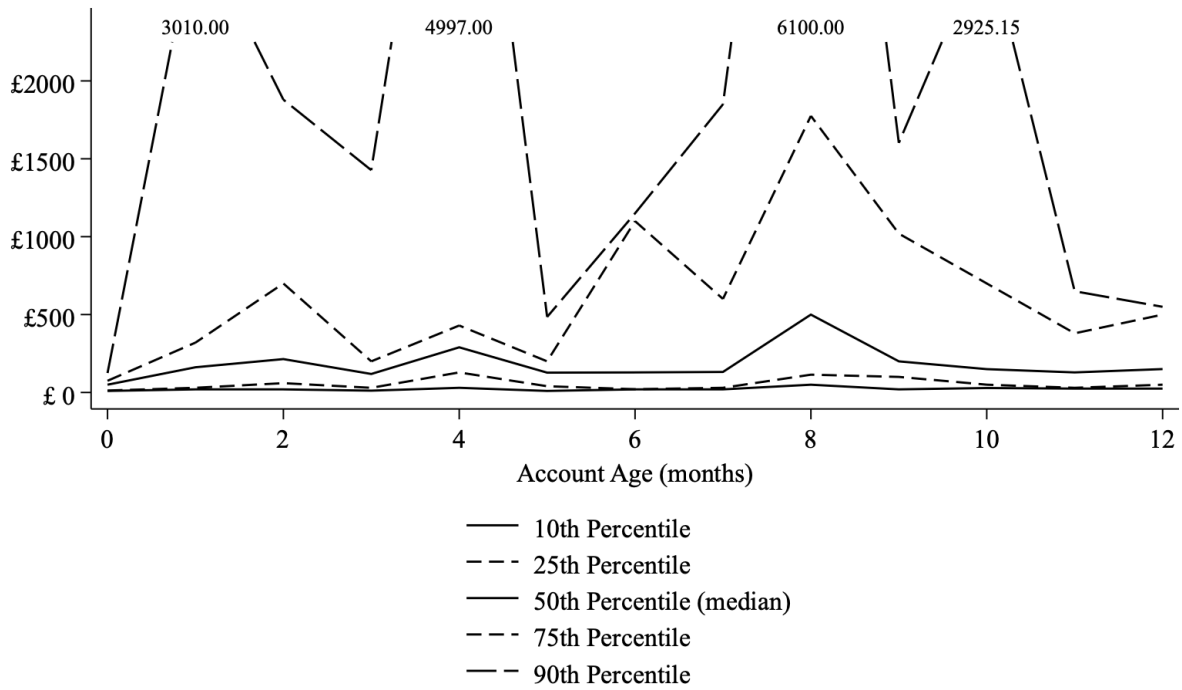 3010.00 4997.00 6100.00 2925.15
£2000
£1500
£1000
£500
£ 0
0 2 4 6 8 10 12
Account Age (months)
10th Percentile
25th Percentile
50th Percentile (median)
75th Percentile
90th Percentile